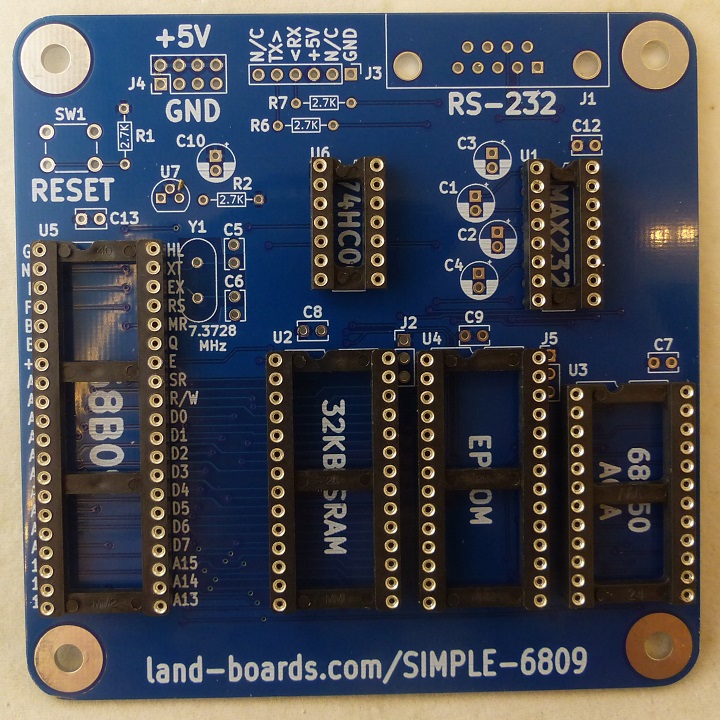 +5V
N/C
TX>
<RX
+5V
N/C
GND
J4
J3
GND
RS-232
J1
R7
2.7K
R6
2.7K
SW1
2.7K
R1
C10
U6
C3
U1
C12
U7
R2
2.7K
C1
RESET
C13
74HC0
MAX232
U5
Y1
C5
C2
HL
XT
EX
RS
MR
Q
E
SR
R/W
D0
D1
D2
D3
D4
D5
D6
D7
A15
A14
A13
C6
C4
7.3728
MHz
C8
U2
J2
U4
C9
J5
U3
C7
32KB SRAM
land-boards.com/SIMPLE-6809